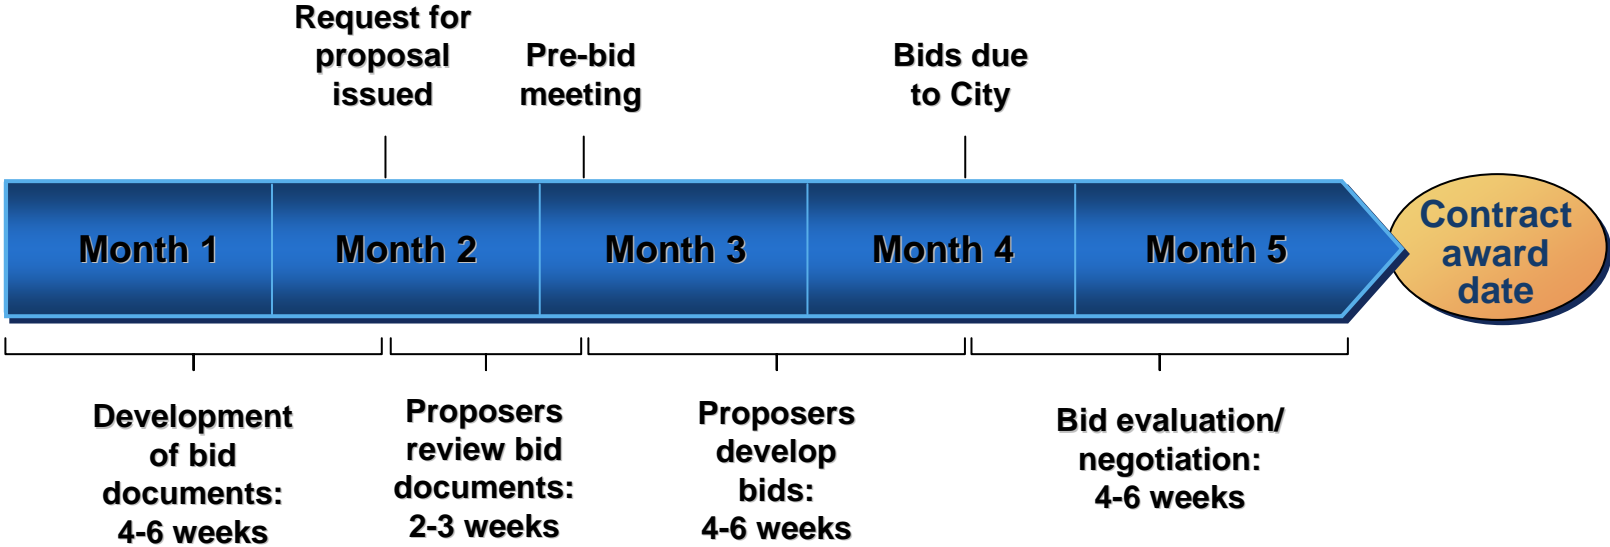 Request for
proposal
issued
Pre-bid
meeting
Bids due
to City
Month 1
Month 2
Month 3
Month 4
Month 5
Contract
award
date
Development
of bid
documents:
4-6 weeks
Proposers
review bid
documents:
2-3 weeks
Proposers
develop
bids:
4-6 weeks
Bid evaluation/
negotiation:
4-6 weeks